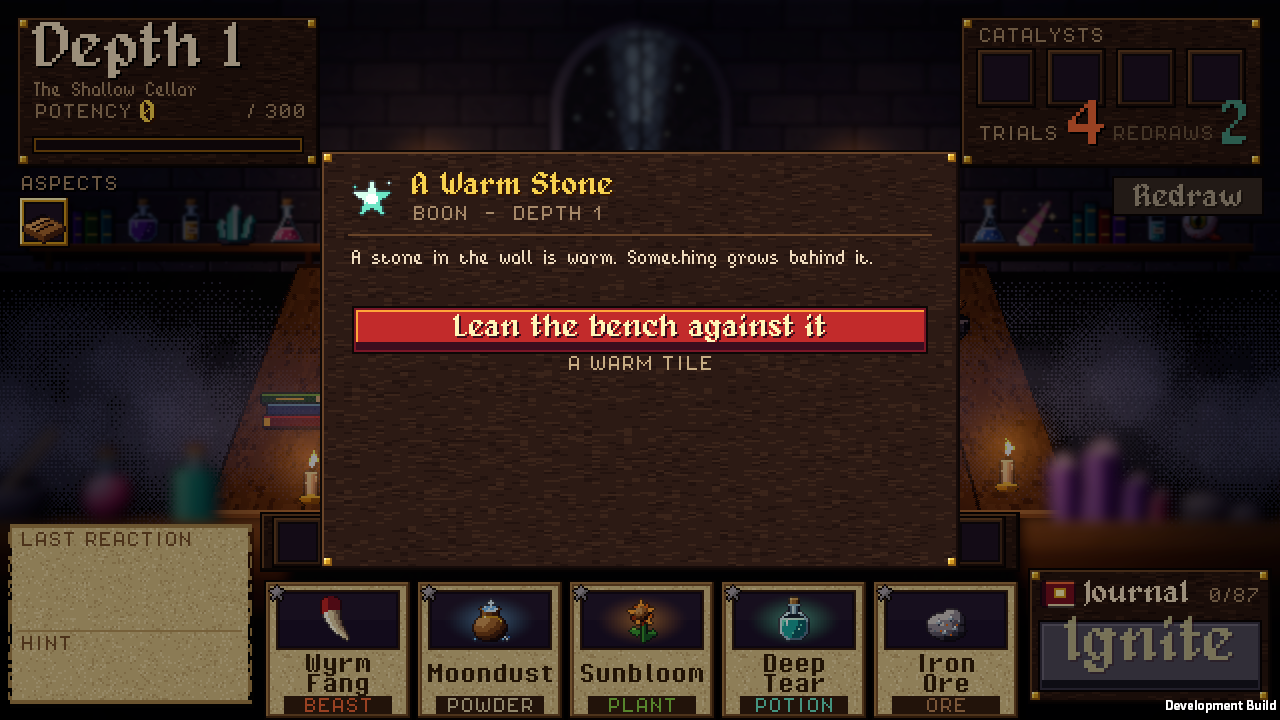 Depth 1
The Shallow Cellar
POTENCY 0 / 300
ASPECTS
CATALYSTS
TRIALS 4 REDRAWS 2
Redraw
A Warm Stone
BOON - DEPTH 1
A stone in the wall is warm. Something grows behind it.
Lean the bench against it
A WARM TILE
LAST REACTION
HINT
Wyrm
Fang
BEAST
Moondust
POWDER
Sunbloom
PLANT
Deep
Tear
POTION
Iron
Ore
ORE
Journal 0/87
Ignite
Development Build